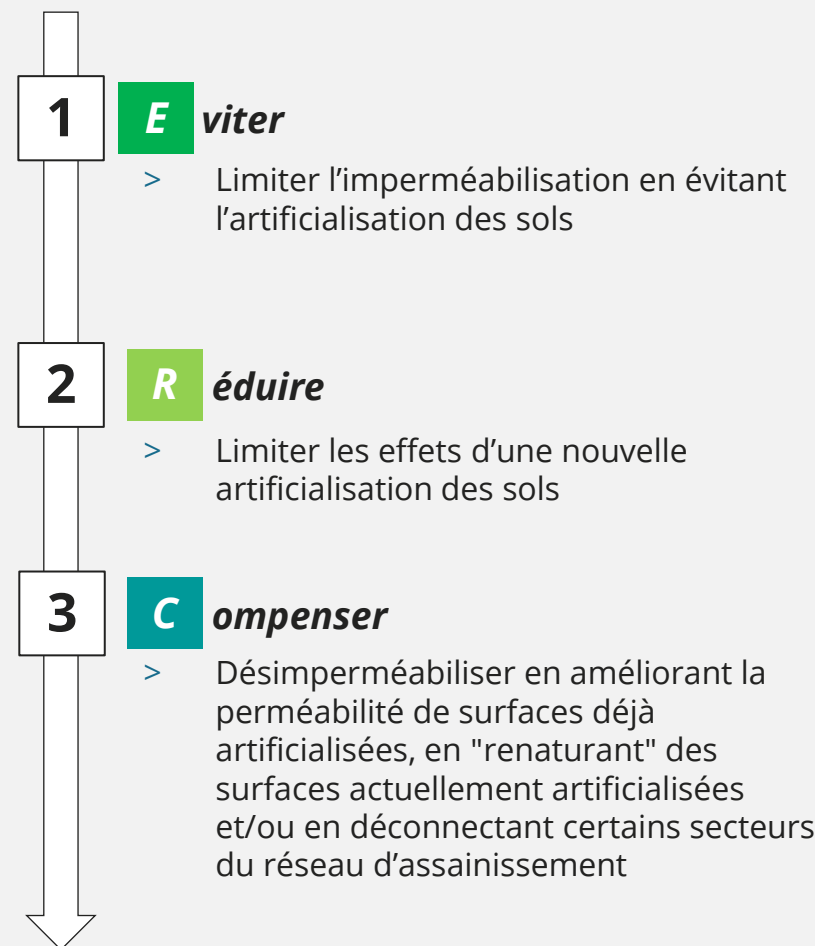 1 E viter
> Limiter l’imperméabilisation en évitant
l’artificialisation des sols
2 R éduire
> Limiter les effets d’une nouvelle
artificialisation des sols
3 C ompenser
> Désimperméabiliser en améliorant la
perméabilité de surfaces déjà
artificialisées, en "renaturant" des
surfaces actuellement artificialisées
et/ou en déconnectant certains secteurs
du réseau d’assainissement